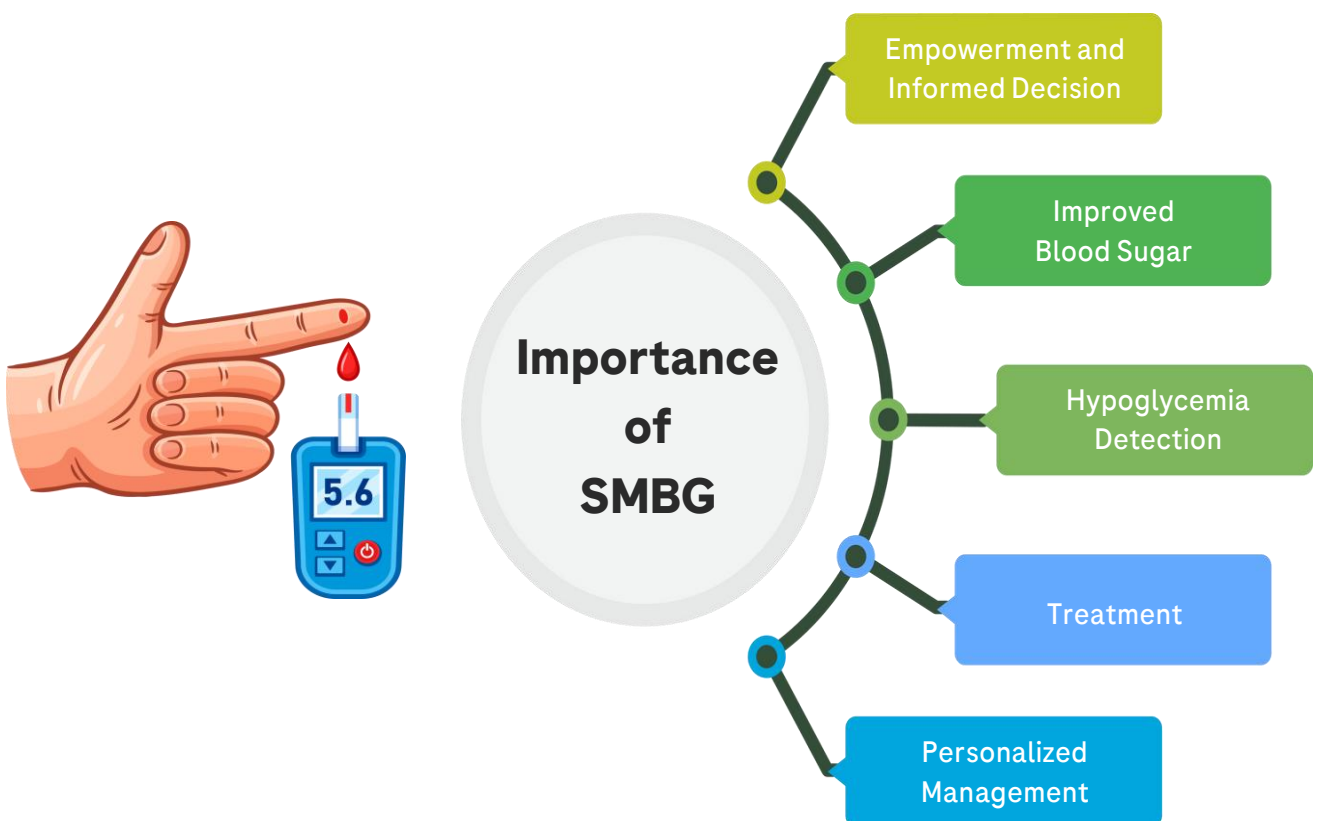 5.6
Importance
of
SMBG
Empowerment and
Informed Decision
Improved
Blood Sugar
Hypoglycemia
Detection
Treatment
Personalized
Management